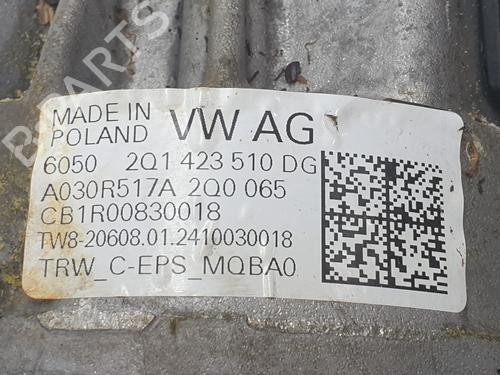 B-PARTS
MADE IN
POLAND
VW AG
6050 2Q1 423 510 DG
A030R517A 2Q0 065
CB1R00830018
TW8-20608.01.2410030018
TRW_C-EPS_MQBA0